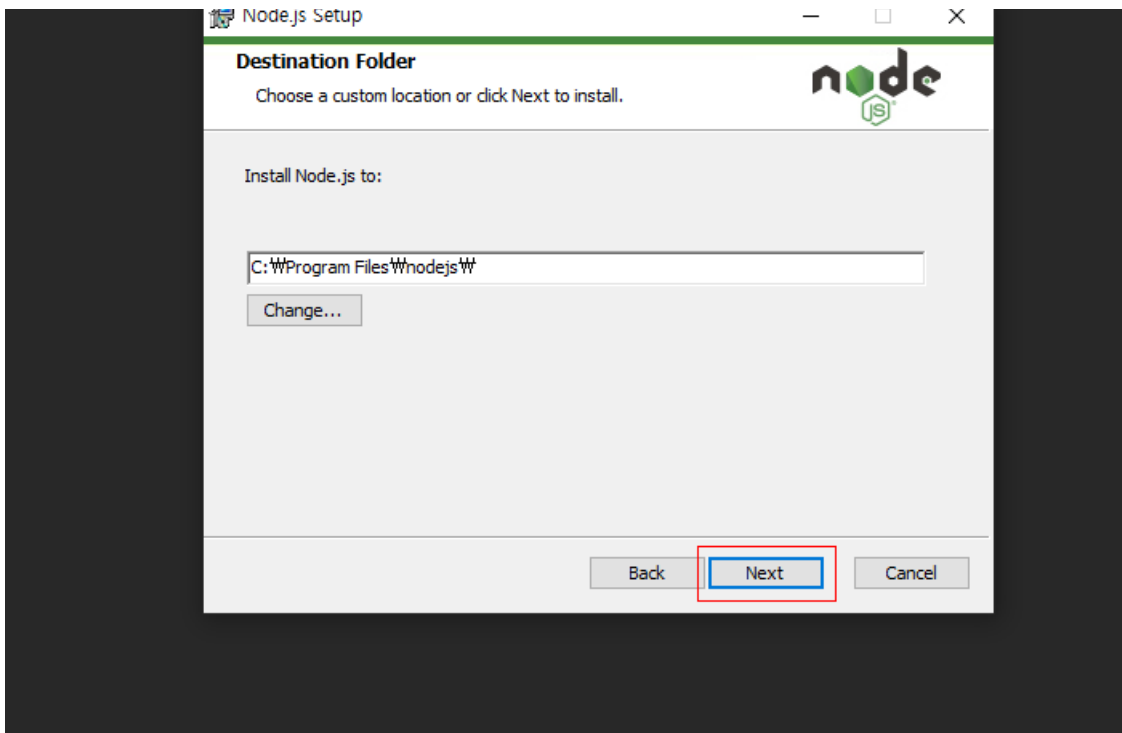 Node.js Setup
Destination Folder
Choose a custom location or click Next to install.
node
JS
Install Node.js to:
C:₩Program Files₩nodejs₩
Change...
Back
Next
Cancel